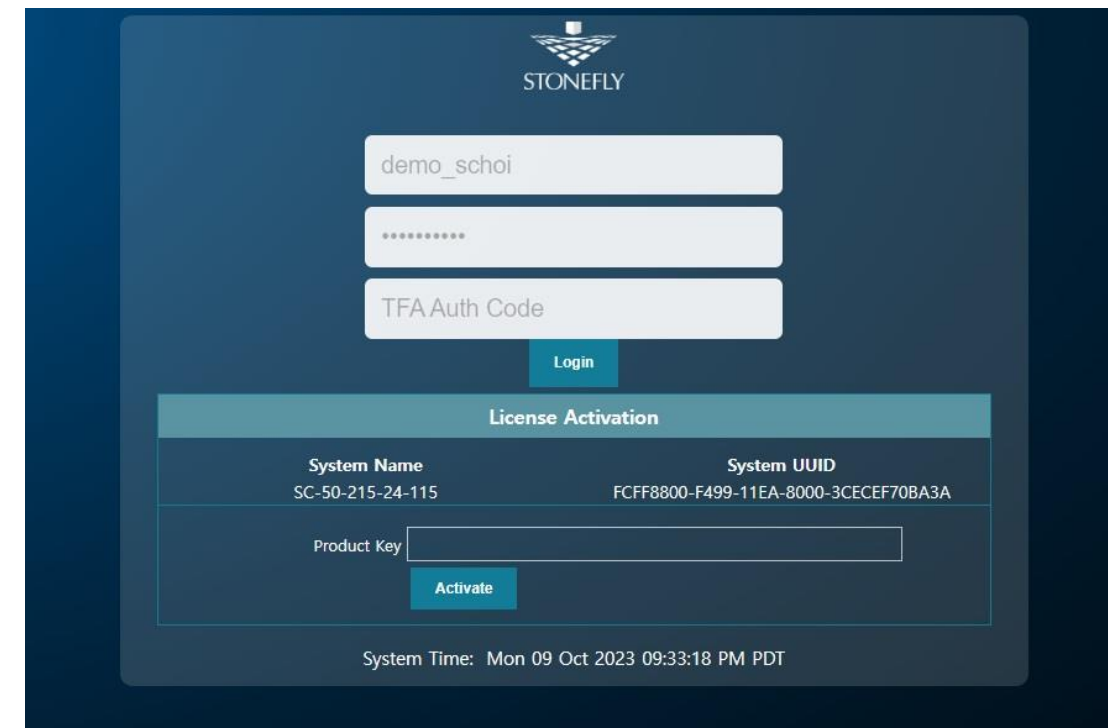 STONEFLY
demo_schoi
••••••••••
TFA Auth Code
Login
License Activation
System Name System UUID
SC-50-215-24-115 FCFF8800-F499-11EA-8000-3CECEF70BA3A
Product Key
Activate
System Time: Mon 09 Oct 2023 09:33:18 PM PDT